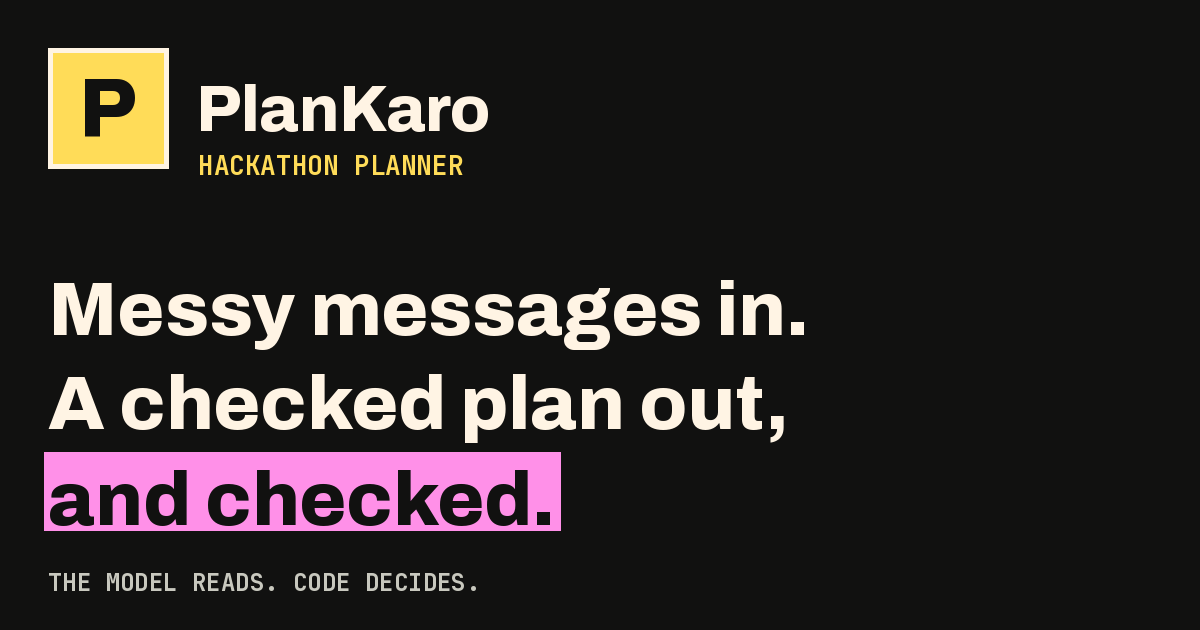 P
PlanKaro
HACKATHON PLANNER
Messy messages in.
A checked plan out,
and checked.
THE MODEL READS. CODE DECIDES.